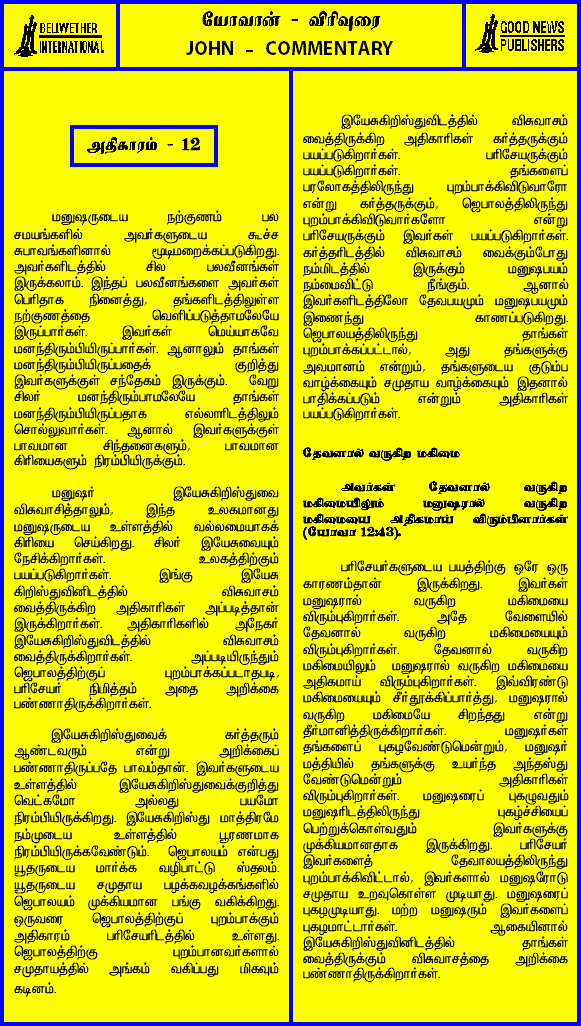 BELLWETHER
INTERNATIONAL
யோவான் - விரிவுரை
JOHN - COMMENTARY
GOOD NEWS
PUBLISHERS
அதிகாரம் - 12
மனுஷருடைய நற்குணம் பல
சமயங்களில் அவர்களுடைய கூச்ச
சுபாவங்களினால் மூடிமறைக்கப்படுகிறது.
அவர்களிடத்தில் சில பலவீனங்கள்
இருக்கலாம். இந்தப் பலவீனங்களை அவர்கள்
பெரிதாக நினைத்து, தங்களிடத்திலுள்ள
நற்குணத்தை வெளிப்படுத்தாமலேயே
இருப்பார்கள். இவர்கள் மெய்யாகவே
மனந்திரும்பியிருப்பார்கள். ஆனாலும் தாங்கள்
மனந்திரும்பியிருப்பதைக் குறித்து
இவர்களுக்குள் சந்தேகம் இருக்கும். வேறு
சிலர் மனந்திரும்பாமலேயே தாங்கள்
மனந்திரும்பியிருப்பதாக எல்லாரிடத்திலும்
சொல்லுவார்கள். ஆனால் இவர்களுக்குள்
பாவமான சிந்தனைகளும், பாவமான
கிரியைகளும் நிரம்பியிருக்கும்.
மனுஷர் இயேசுகிறிஸ்துவை
விசுவாசித்தாலும், இந்த உலகமானது
மனுஷருடைய உள்ளத்தில் வல்லமையாகக்
கிரியை செய்கிறது. சிலர் இயேசுவையும்
நேசிக்கிறார்கள். உலகத்திற்கும்
பயப்படுகிறார்கள். இங்கு இயேசு
கிறிஸ்துவினிடத்தில் விசுவாசம்
வைத்திருக்கிற அதிகாரிகள் அப்படித்தான்
இருக்கிறார்கள். அதிகாரிகளில் அநேகர்
இயேசுகிறிஸ்துவிடத்தில் விசுவாசம்
வைத்திருக்கிறார்கள். அப்படியிருந்தும்
ஜெபாலத்திற்குப் புறம்பாக்கப்படாதபடி,
பரிசேயர் நிமித்தம் அதை அறிக்கை
பண்ணாதிருக்கிறார்கள்.
இயேசுகிறிஸ்துவைக் கர்த்தரும்
ஆண்டவரும் என்று அறிக்கைப்
பண்ணாதிருப்பதே பாவம்தான். இவர்களுடைய
உள்ளத்தில் இயேசுகிறிஸ்துவைக்குறித்து
வெட்கமோ அல்லது பயமோ
நிரம்பியிருக்கிறது. இயேசுகிறிஸ்து மாத்திரமே
நம்முடைய உள்ளத்தில் பூரணமாக
நிரம்பியிருக்கவேண்டும். ஜெபாலயம் என்பது
யூதருடைய மார்க்க வழிபாட்டு ஸ்தலம்.
யூதருடைய சமுதாய பழக்கவழக்கங்களில்
ஜெபாலயம் முக்கியமான பங்கு வகிக்கிறது.
ஒருவரை ஜெபாலத்திற்குப் புறம்பாக்கும்
அதிகாரம் பரிசேயரிடத்தில் உள்ளது.
ஜெபாலத்திற்கு புறம்பானவர்களால்
சமுதாயத்தில் அங்கம் வகிப்பது மிகவும்
கடினம்.
இயேசுகிறிஸ்துவிடத்தில் விசுவாசம்
வைத்திருக்கிற அதிகாரிகள் கர்த்தருக்கும்
பயப்படுகிறார்கள். பரிசேயருக்கும்
பயப்படுகிறார்கள். தங்களைப்
பரலோகத்திலிருந்து புறம்பாக்கிவிடுவாரோ
என்று கர்த்தருக்கும், ஜெபாலத்திலிருந்து
புறம்பாக்கிவிடுவார்களோ என்று
பரிசேயருக்கும் இவர்கள் பயப்படுகிறார்கள்.
கர்த்தரிடத்தில் விசுவாசம் வைக்கும்போது
நம்மிடத்தில் இருக்கும் மனுஷபயம்
நம்மைவிட்டு நீங்கும். ஆனால்
இவர்களிடத்திலோ தேவபயமும் மனுஷபயமும்
இணைந்து காணப்படுகிறது.
ஜெபாலயத்திலிருந்து தாங்கள்
புறம்பாக்கப்பட்டால், அது தங்களுக்கு
அவமானம் என்றும், தங்களுடைய குடும்ப
வாழ்க்கையும் சமுதாய வாழ்க்கையும் இதனால்
பாதிக்கப்படும் என்றும் அதிகாரிகள்
பயப்படுகிறார்கள்.
தேவனால் வருகிற மகிமை
அவர்கள் தேவனால் வருகிற
மகிமையிலும் மனுஷரால் வருகிற
மகிமையை அதிகமாய் விரும்பினார்கள்
(யோவா 12:43).
பரிசேயர்களுடைய பயத்திற்கு ஒரே ஒரு
காரணம்தான் இருக்கிறது. இவர்கள்
மனுஷரால் வருகிற மகிமையை
விரும்புகிறார்கள். அதே வேளையில்
தேவனால் வருகிற மகிமையையும்
விரும்புகிறார்கள். தேவனால் வருகிற
மகிமையிலும் மனுஷரால் வருகிற மகிமையை
அதிகமாய் விரும்புகிறார்கள். இவ்விரண்டு
மகிமையையும் சீர்தூக்கிப்பார்த்து, மனுஷரால்
வருகிற மகிமையே சிறந்தது என்று
தீர்மானித்திருக்கிறார்கள். மனுஷர்கள்
தங்களைப் புகழவேண்டுமென்றும், மனுஷர்
மத்தியில் தங்களுக்கு உயர்ந்த அந்தஸ்து
வேண்டுமென்றும் அதிகாரிகள்
விரும்புகிறார்கள். மனுஷரைப் புகழுவதும்
மனுஷரிடத்திலிருந்து புகழ்ச்சியைப்
பெற்றுக்கொள்வதும் இவர்களுக்கு
முக்கியமானதாக இருக்கிறது. பரிசேயர்
இவர்களைத் தேவாலயத்திலிருந்து
புறம்பாக்கிவிட்டால், இவர்களால் மனுஷரோடு
சமுதாய உறவுகொள்ள முடியாது. மனுஷரைப்
புகழமுடியாது. மற்ற மனுஷரும் இவர்களைப்
புகழமாட்டார்கள். ஆகையினால்
இயேசுகிறிஸ்துவினிடத்தில் தாங்கள்
வைத்திருக்கும் விசுவாசத்தை அறிக்கை
பண்ணாதிருக்கிறார்கள்.